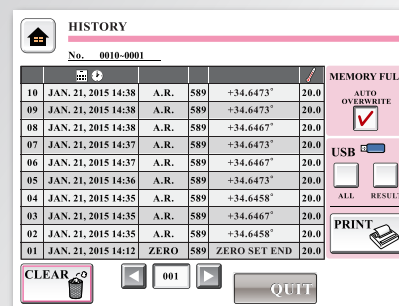 HISTORY
No. 0010~0001
10 JAN. 21, 2015 14:38 A.R. 589 +34.6473° 20.0
09 JAN. 21, 2015 14:38 A.R. 589 +34.6473° 20.0
08 JAN. 21, 2015 14:38 A.R. 589 +34.6467° 20.0
07 JAN. 21, 2015 14:37 A.R. 589 +34.6473° 20.0
06 JAN. 21, 2015 14:37 A.R. 589 +34.6467° 20.0
05 JAN. 21, 2015 14:36 A.R. 589 +34.6473° 20.0
04 JAN. 21, 2015 14:35 A.R. 589 +34.6458° 20.0
03 JAN. 21, 2015 14:35 A.R. 589 +34.6467° 20.0
02 JAN. 21, 2015 14:35 A.R. 589 +34.6458° 20.0
01 JAN. 21, 2015 14:12 ZERO 589 ZERO SET END 20.0
MEMORY FUL
AUTO
OVERWRITE
USB
ALL RESUL
PRINT
CLEAR
001
QUIT